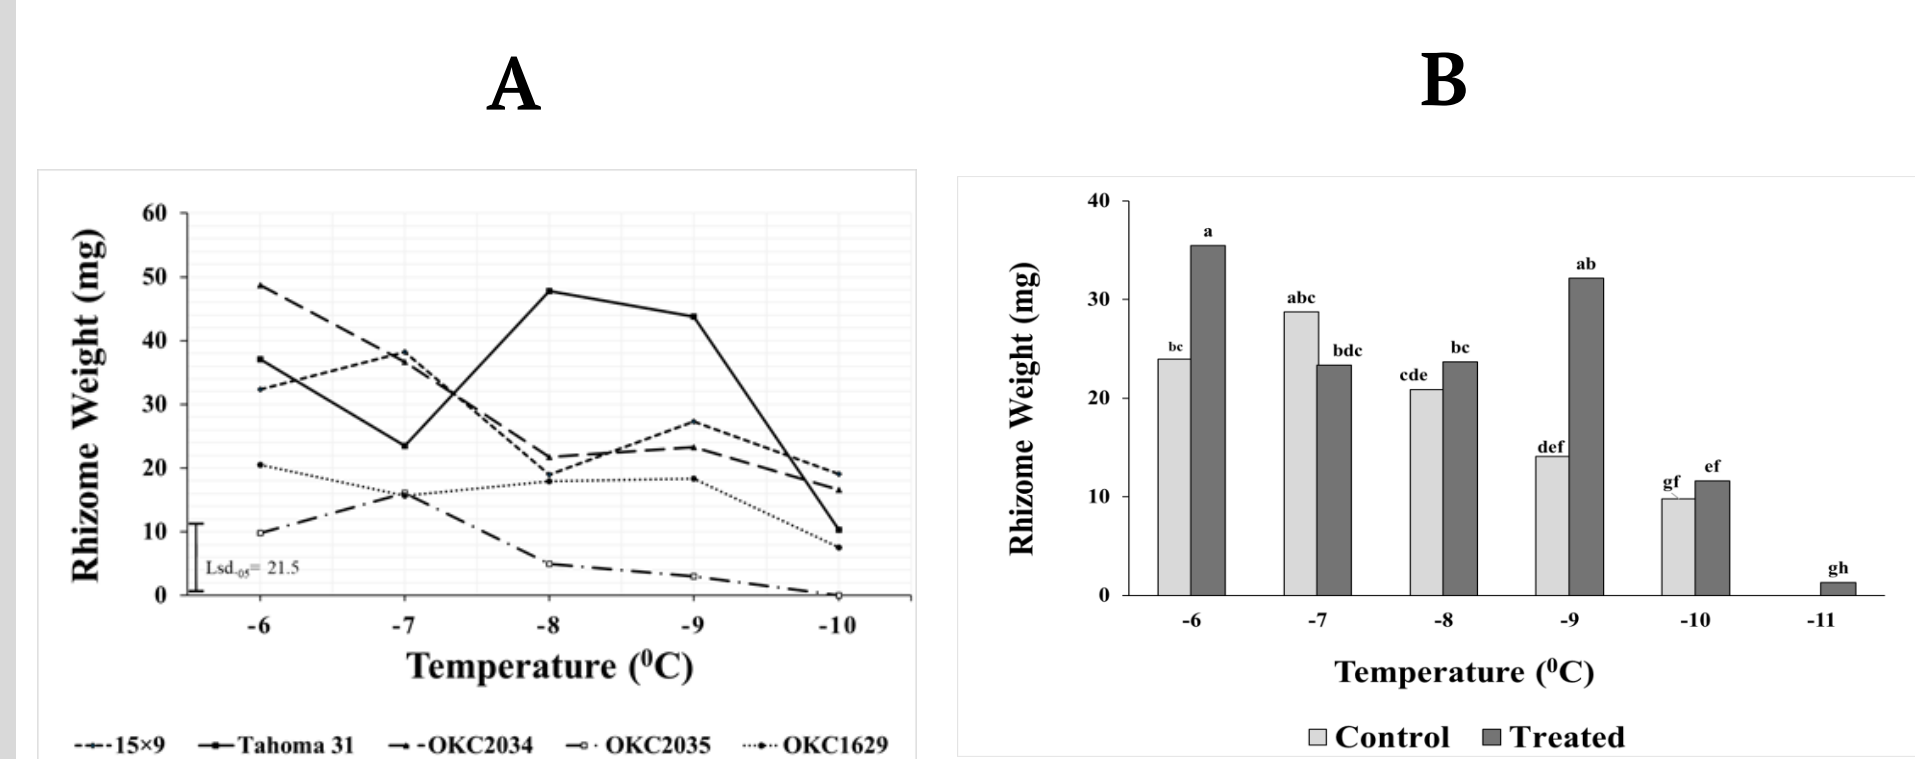 A
B
60
50
40
30
20
10
0
Rhizome Weight (mg)
Lsd.05= 21.5
-6 -7 -8 -9 -10
Temperature (⁰C)
15×9 Tahoma 31 OKC2034 OKC2035 OKC1629
40
30
20
10
0
Rhizome Weight (mg)
bc a abc bdc cde bc def ab gf ef gh
-6 -7 -8 -9 -10 -11
Temperature (⁰C)
Control Treated